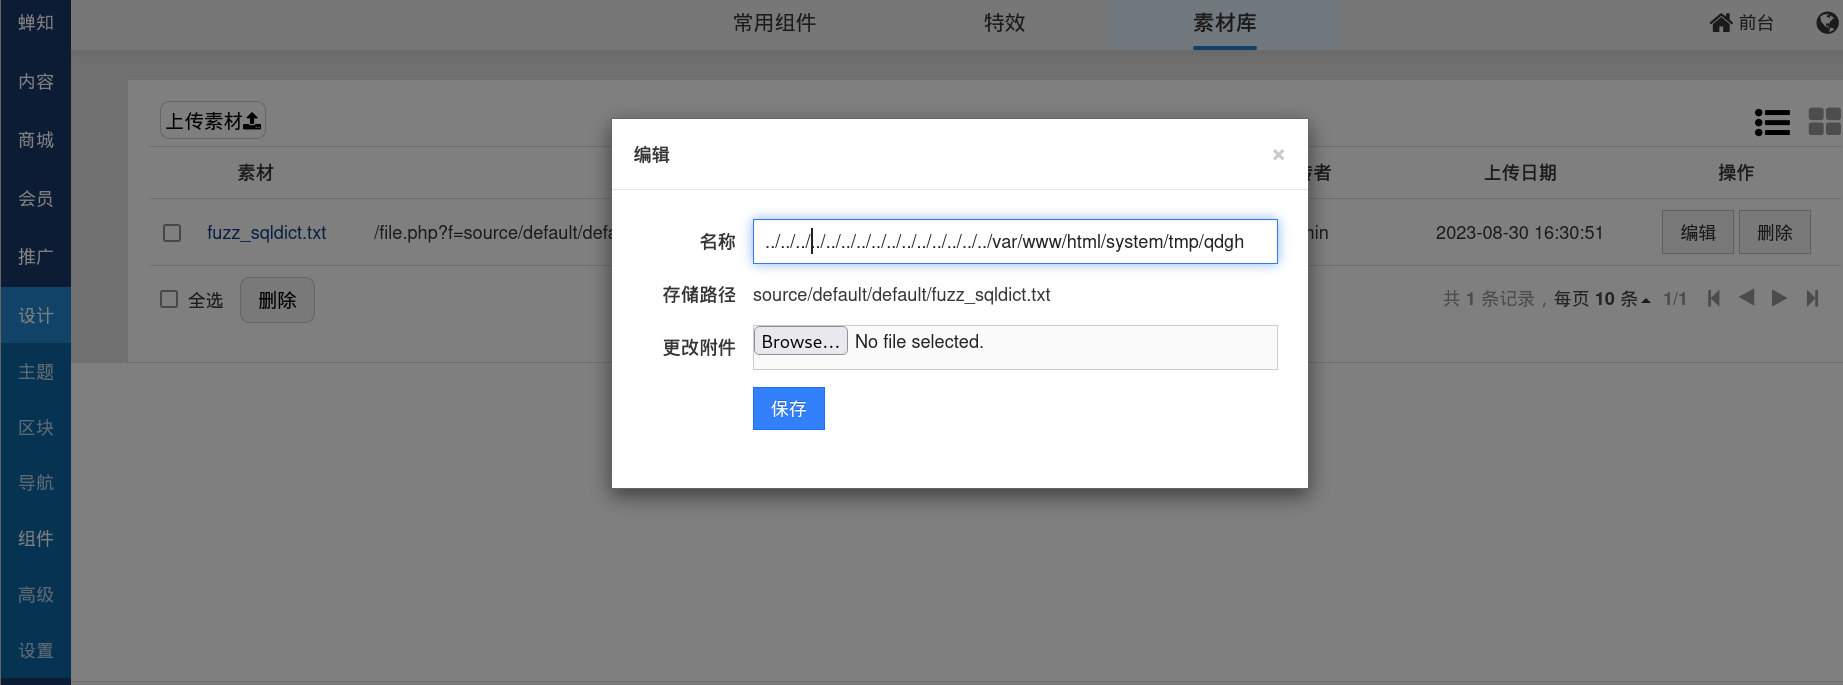 蝉知
内容
商城
会员
推广
设计
主题
区块
导航
组件
高级
设置
常用组件
特效
素材库
前台
上传素材
素材
者
上传日期
操作
fuzz_sqldict.txt
/file.php?f=source/default/defa
in
2023-08-30 16:30:51
编辑
删除
全选
删除
共 1 条记录，每页 10 条 1/1
编辑
×
名称
../../../../../../../../../../../../../../../var/www/html/system/tmp/qdgh
存储路径
source/default/default/fuzz_sqldict.txt
更改附件
Browse... No file selected.
保存